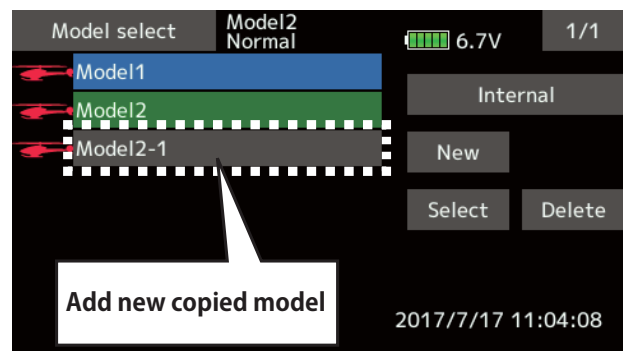 Model select
Model2
Normal
6.7V
1/1
Model1
Internal
Model2
Model2-1
New
Select
Delete
Add new copied model
2017/7/17 11:04:08